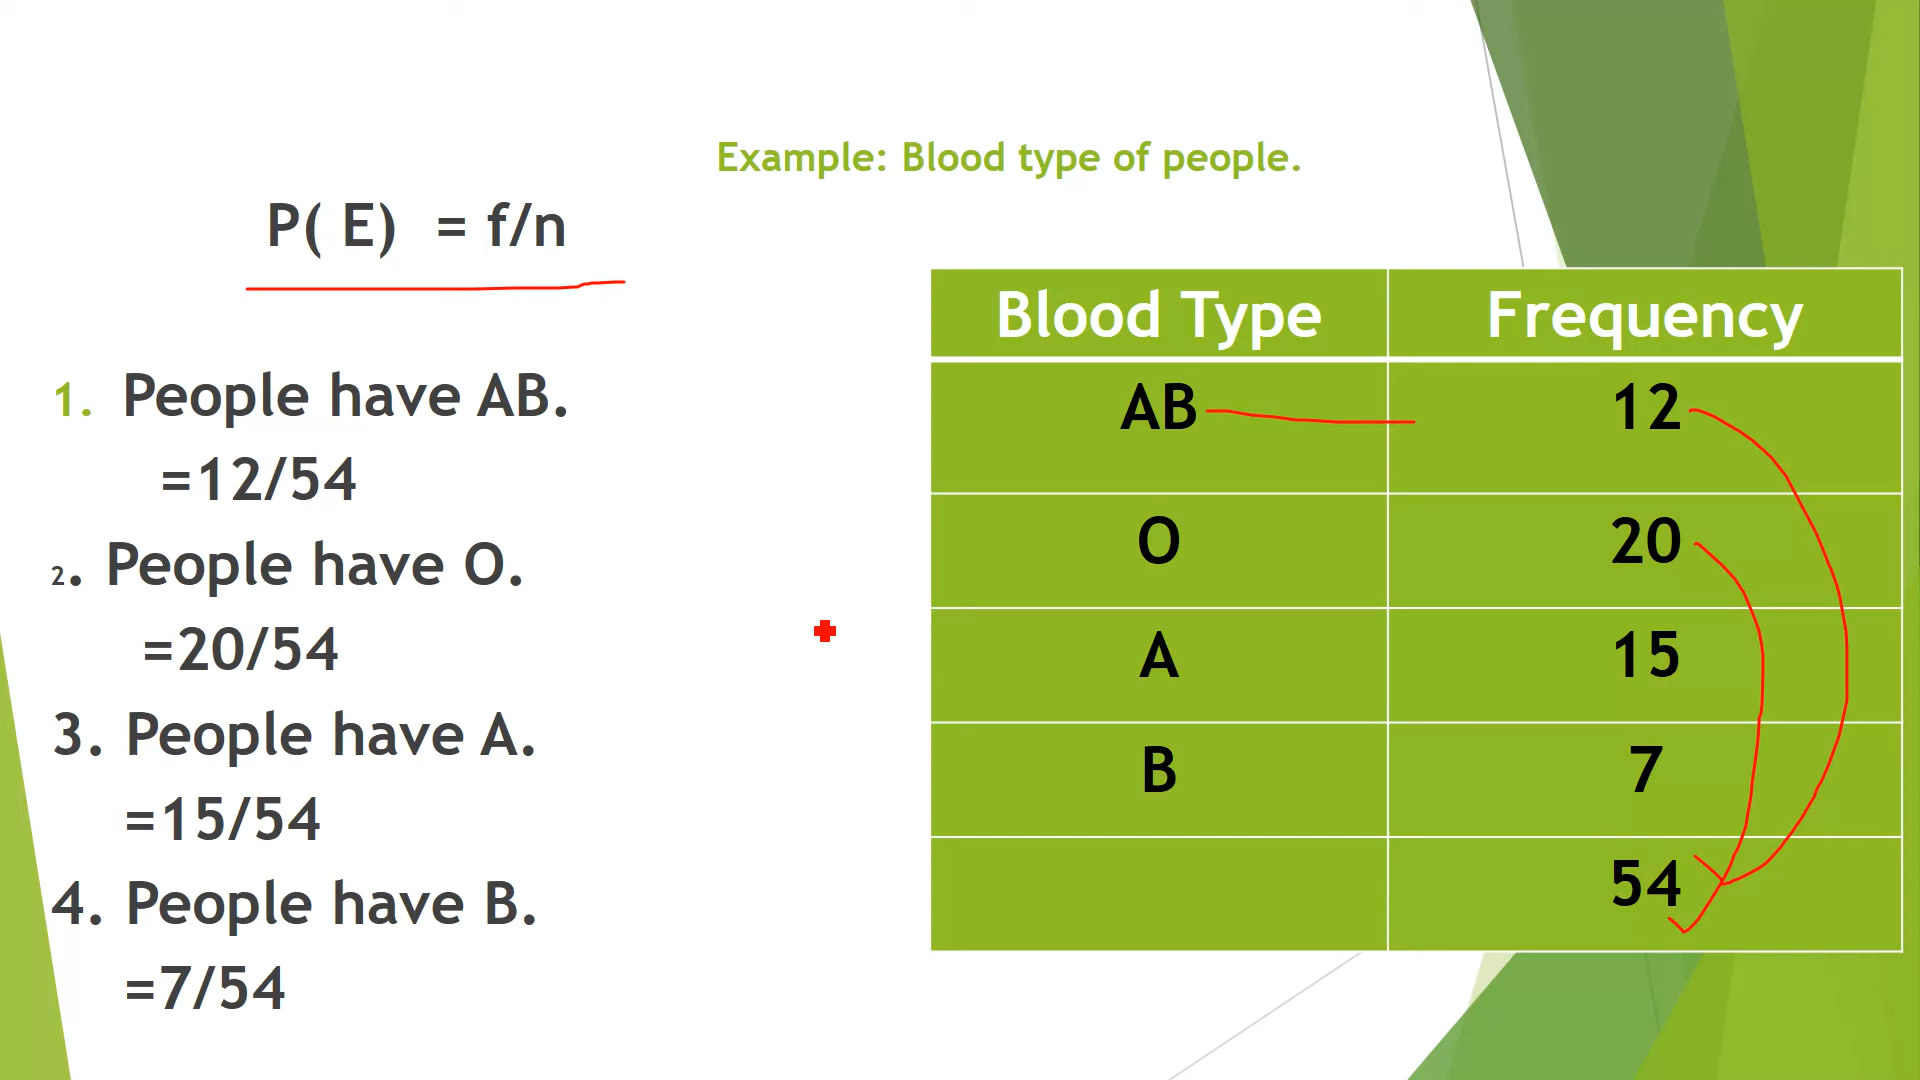 Example: Blood type of people.
P( E) = f/n
1. People have AB.
=12/54
2. People have O.
=20/54
3. People have A.
=15/54
4. People have B.
=7/54
Blood Type Frequency
AB 12
O 20
A 15
B 7
54